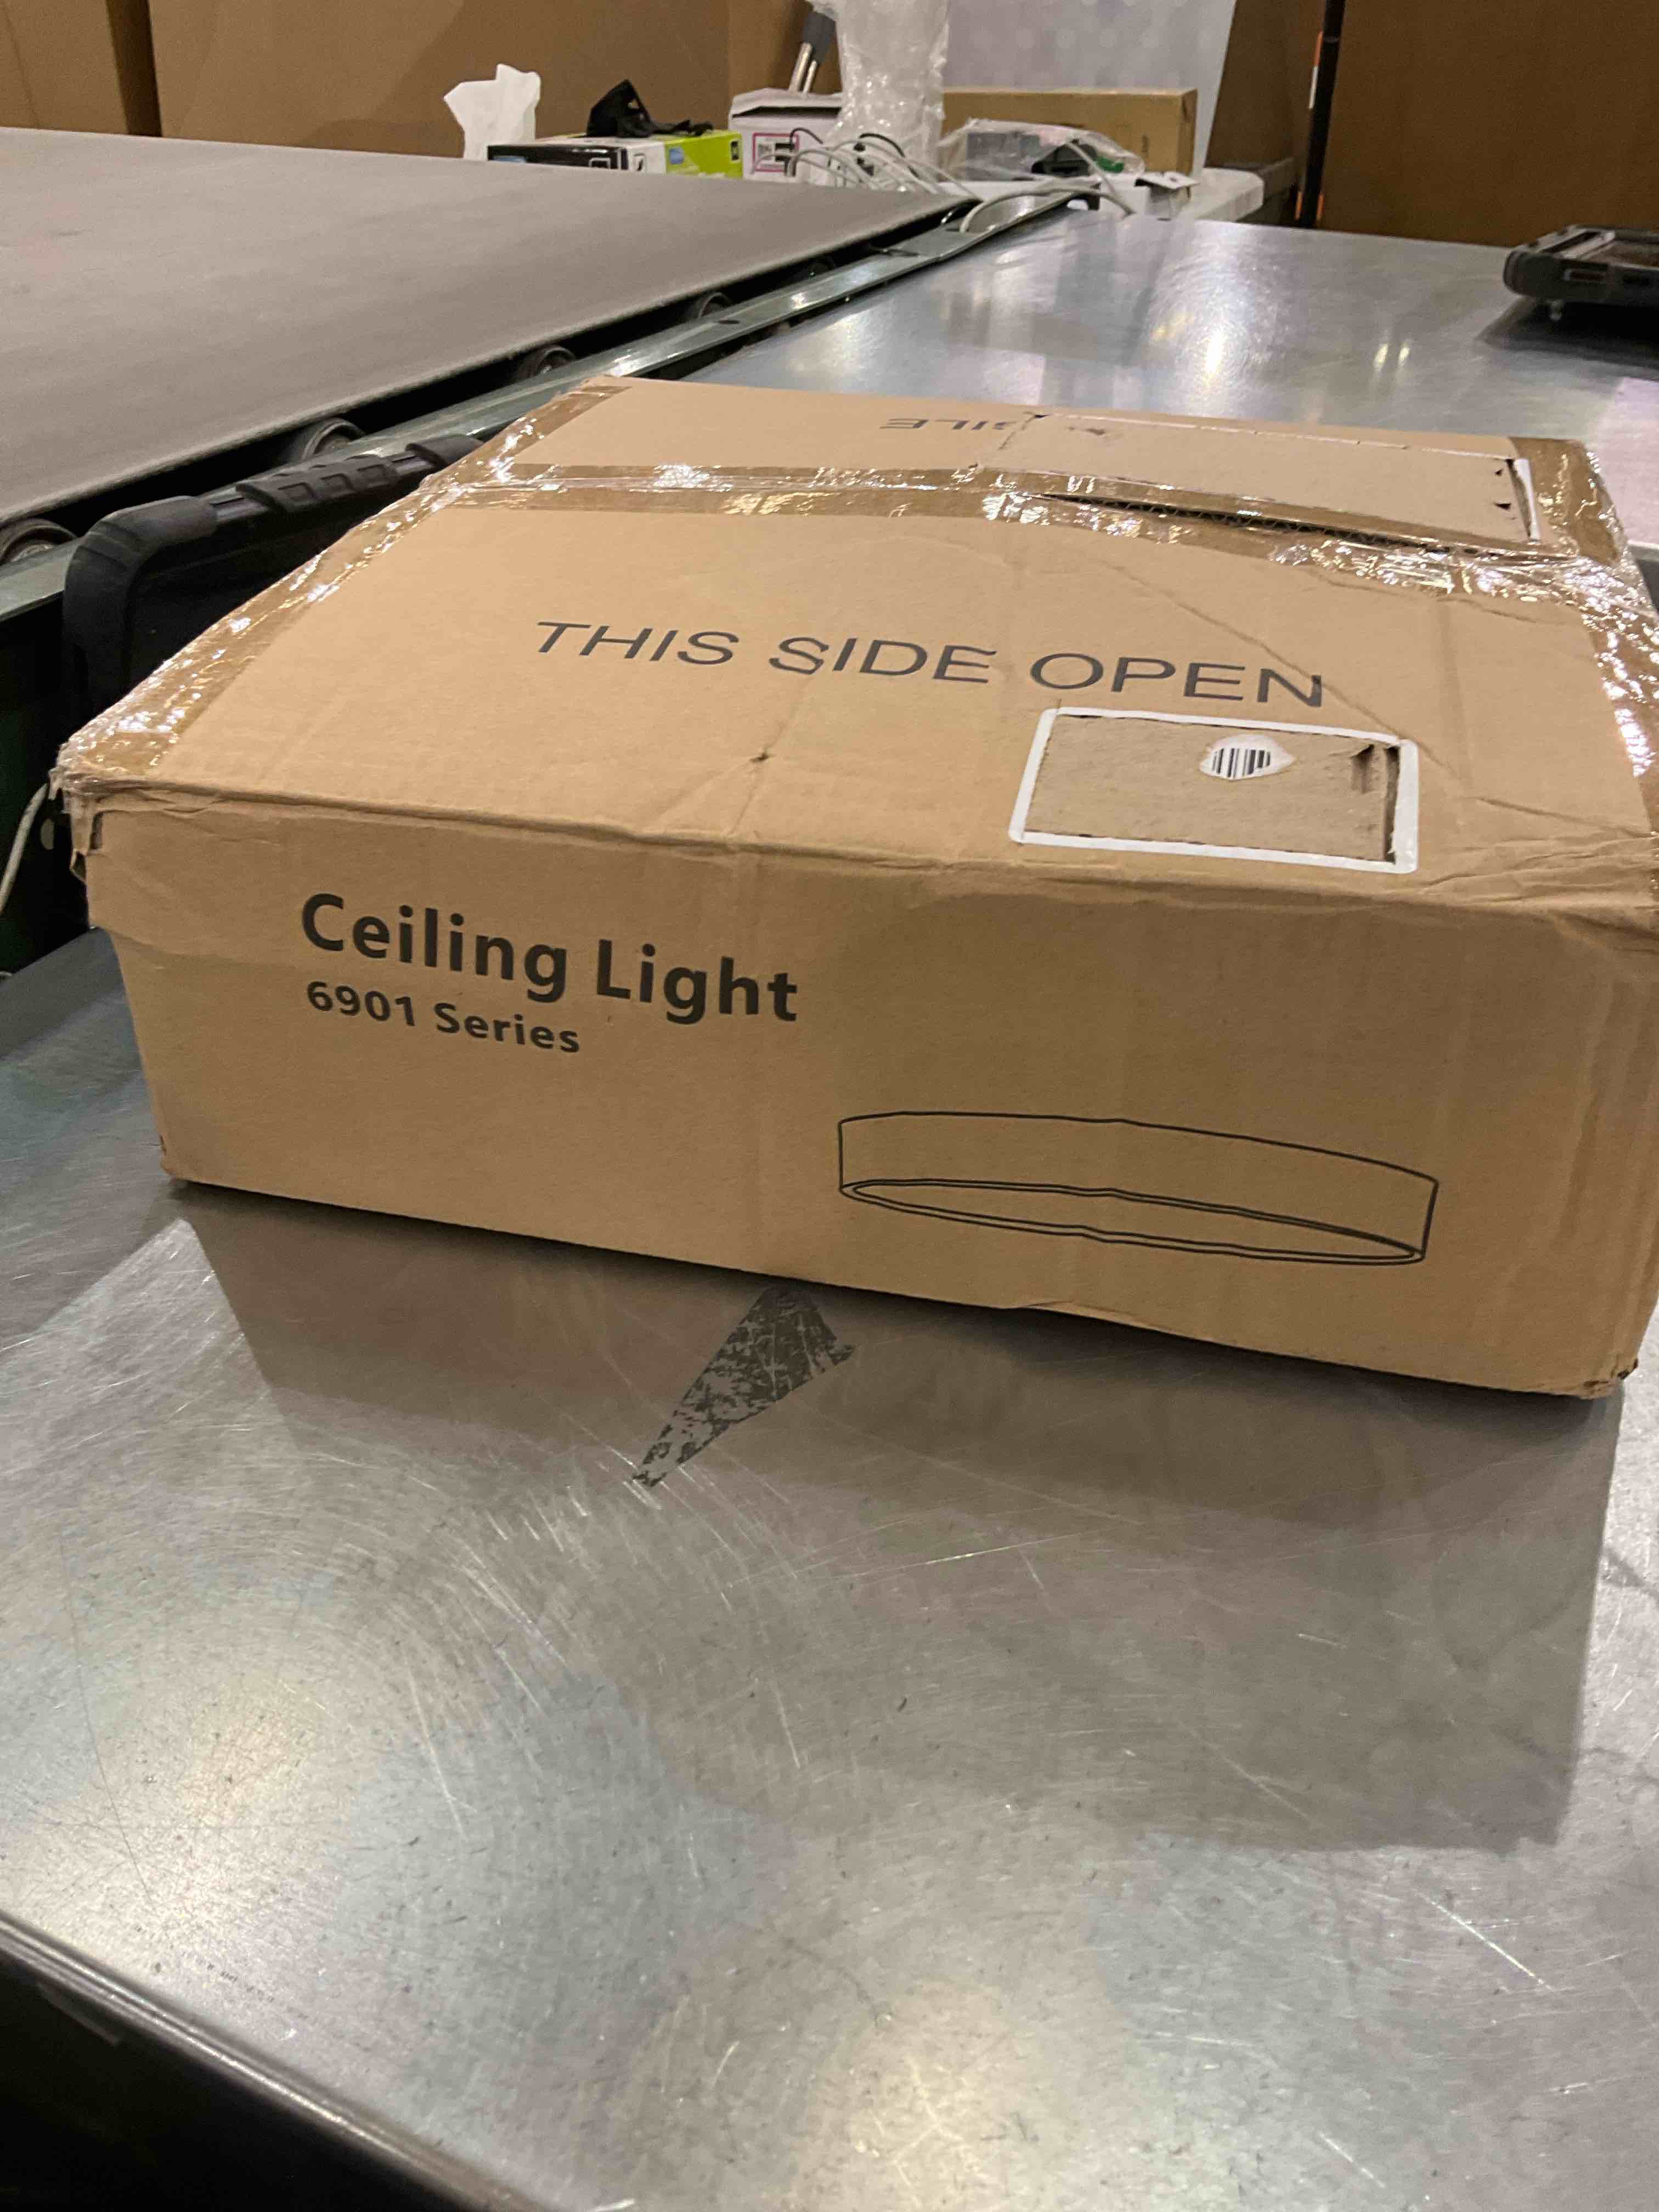 THIS SIDE OPEN
Ceiling Light
6901 Series